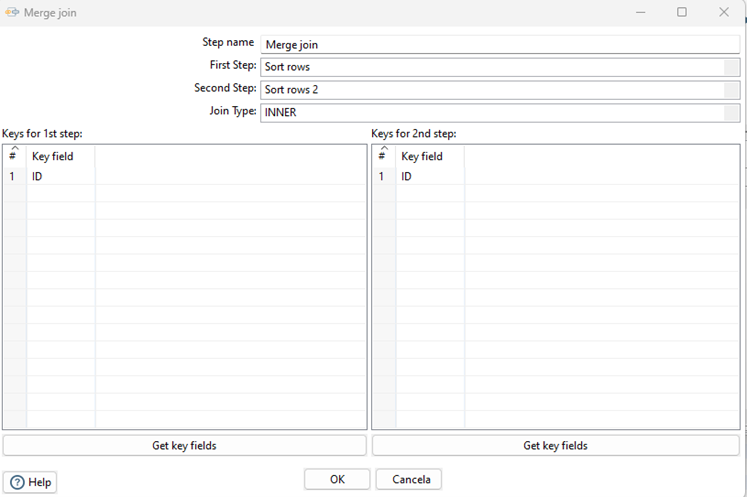 Merge join
Step name Merge join
First Step: Sort rows
Second Step: Sort rows 2
Join Type: INNER
Keys for 1st step: Keys for 2nd step:
# Key field # Key field
1 ID 1 ID
Get key fields Get key fields
Help OK Cancela